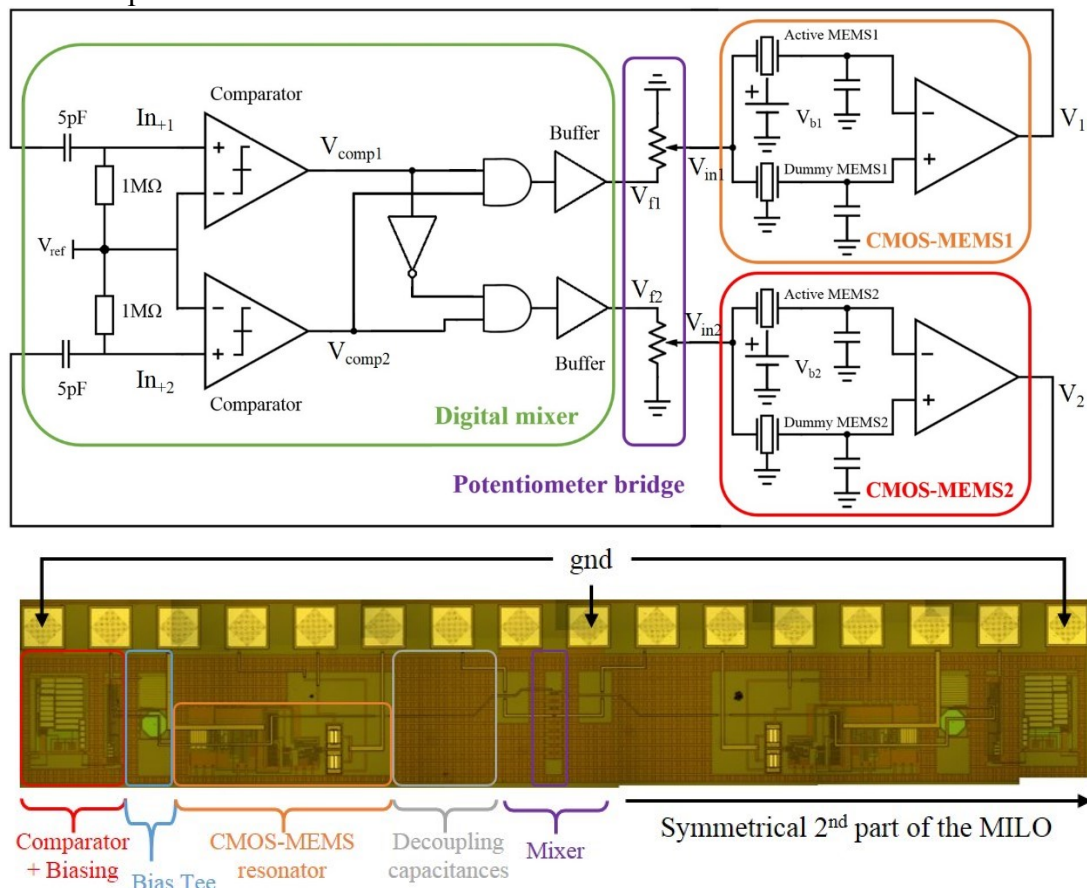 Active MEMS1
Comparator
5pF
In+1
Vcomp1
Buffer
Vb1
V1
1MΩ
Vf1
Vin1
Dummy MEMS1
Vref
CMOS-MEMS1
1MΩ
Vf2
Active MEMS2
Vin2
Vcomp2
Buffer
Vb2
V2
5pF
In+2
Comparator
Dummy MEMS2
Digital mixer
Potentiometer bridge
CMOS-MEMS2
gnd
Comparator
+ Biasing
Bias Tee
CMOS-MEMS
resonator
Decoupling
capacitances
Mixer
Symmetrical 2nd part of the MILO